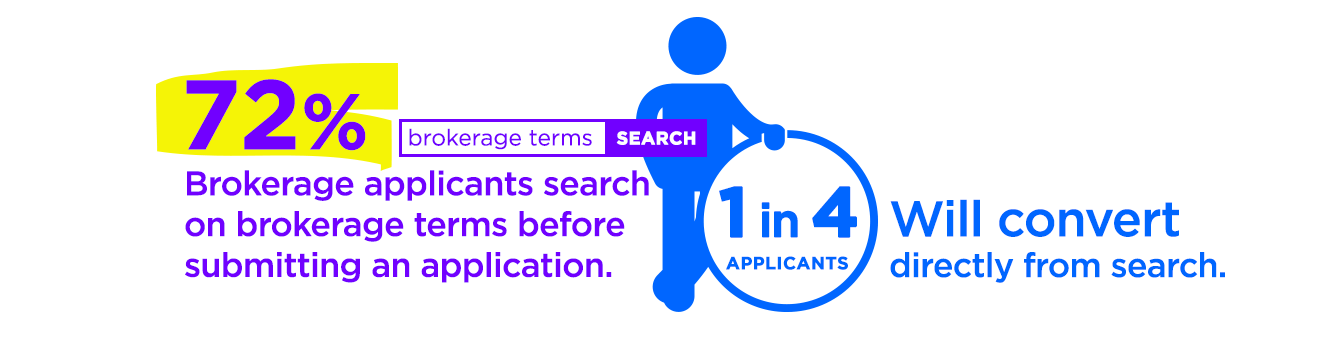 72%
brokerage terms SEARCH
Brokerage applicants search
on brokerage terms before
submitting an application.
1 in 4
APPLICANTS
Will convert
directly from search.